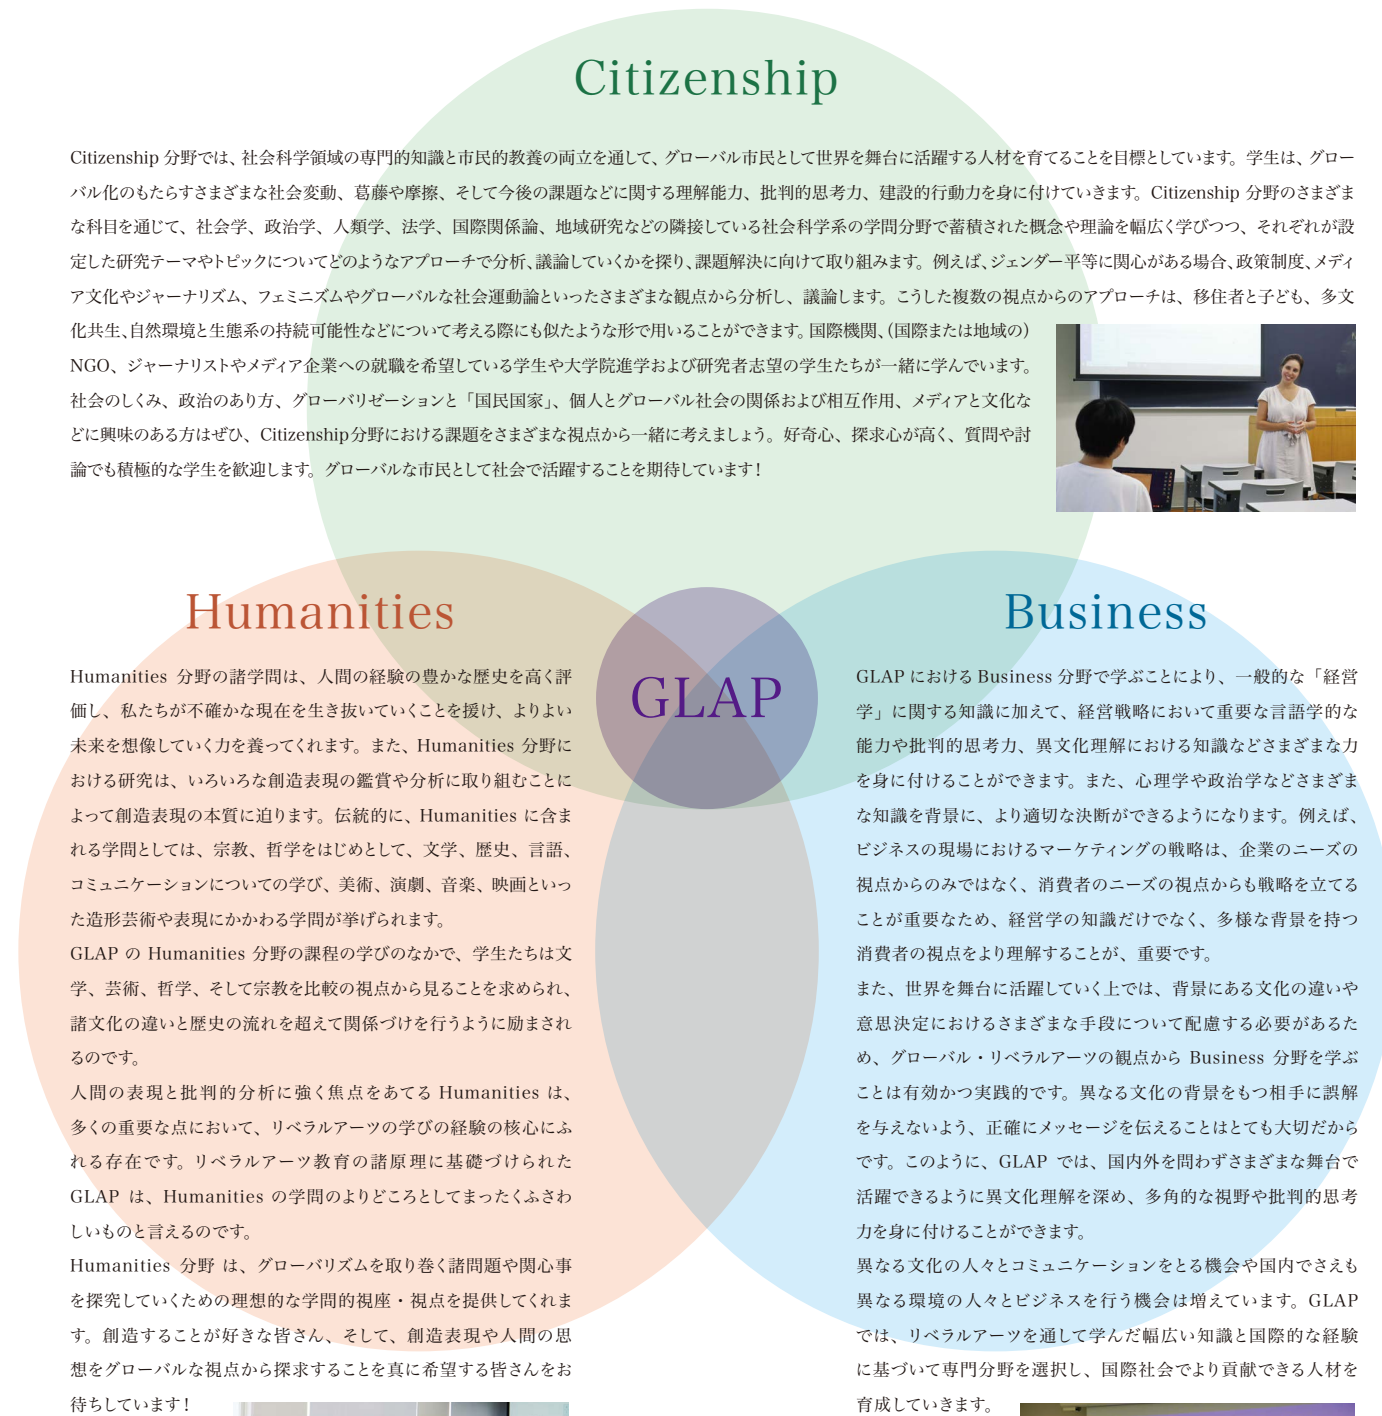 Citizenship
Citizenship 分野では、社会科学領域の専門的知識と市民的教養の両立を通して、グローバル市民として世界を舞台に活躍する人材を育てることを目標としています。学生は、グロー
バル化のもたらすさまざまな社会変動、葛藤や摩擦、そして今後の課題などに関する理解能力、批判的思考力、建設的行動力を身に付けていきます。Citizenship 分野のさまざま
な科目を通じて、社会学、政治学、人類学、法学、国際関係論、地域研究などの隣接している社会科学系の学問分野で蓄積された概念や理論を幅広く学びつつ、それぞれが設
定した研究テーマやトピックについてどのようなアプローチで分析、議論していくかを探り、課題解決に向けて取り組みます。例えば、ジェンダー平等に関心がある場合、政策制度、メディ
ア文化やジャーナリズム、フェミニズムやグローバルな社会運動論といったさまざまな観点から分析し、議論します。こうした複数の視点からのアプローチは、移住者と子ども、多文
化共生、自然環境と生態系の持続可能性などについて考える際にも似たような形で用いることができます。国際機関、（国際または地域の）
NGO、ジャーナリストやメディア企業への就職を希望している学生や大学院進学および研究者志望の学生たちが一緒に学んでいます。
社会のしくみ、政治のあり方、グローバリゼーションと「国民国家」、個人とグローバル社会の関係および相互作用、メディアと文化な
どに興味のある方はぜひ、Citizenship分野における課題をさまざまな視点から一緒に考えましょう。好奇心、探求心が高く、質問や討
論でも積極的な学生を歓迎します。グローバルな市民として社会で活躍することを期待しています！
Humanities
Humanities 分野の諸学問は、人間の経験の豊かな歴史を高く評
価し、私たちが不確かな現在を生き抜いていくことを援け、よりよい
未来を想像していく力を養ってくれます。また、Humanities 分野に
おける研究は、いろいろな創造表現の鑑賞や分析に取り組むことに
よって創造表現の本質に迫ります。伝統的に、Humanities に含ま
れる学問としては、宗教、哲学をはじめとして、文学、歴史、言語、
コミュニケーションについての学び、美術、演劇、音楽、映画といっ
た造形芸術や表現にかかわる学問が挙げられます。
GLAP の Humanities 分野の課程の学びのなかで、学生たちは文
学、芸術、哲学、そして宗教を比較の視点から見ることを求められ、
諸文化の違いと歴史の流れを超えて関係づけを行うように励まされ
るのです。
人間の表現と批判的分析に強く焦点をあてる Humanities は、
多くの重要な点において、リベラルアーツの学びの経験の核心にふ
れる存在です。リベラルアーツ教育の諸原理に基礎づけられた
GLAP は、Humanities の学問のよりどころとしてまったくふさわ
しいものと言えるのです。
Humanities 分野 は、グローバリズムを取り巻く諸問題や関心事
を探究していくための理想的な学問的視座・視点を提供してくれま
す。創造することが好きな皆さん、そして、創造表現や人間の思
想をグローバルな視点から探求することを真に希望する皆さんをお
待ちしています！
GLAP
Business
GLAP における Business 分野で学ぶことにより、一般的な「経営
学」に関する知識に加えて、経営戦略において重要な言語学的な
能力や批判的思考力、異文化理解における知識などさまざまな力
を身に付けることができます。また、心理学や政治学などさまざま
な知識を背景に、より適切な決断ができるようになります。例えば、
ビジネスの現場におけるマーケティングの戦略は、企業のニーズの
視点からのみではなく、消費者のニーズの視点からも戦略を立てる
ことが重要なため、経営学の知識だけでなく、多様な背景を持つ
消費者の視点をより理解することが、重要です。
また、世界を舞台に活躍していく上では、背景にある文化の違いや
意思決定におけるさまざまな手段について配慮する必要があるた
め、グローバル・リベラルアーツの観点から Business 分野を学ぶ
ことは有効かつ実践的です。異なる文化の背景をもつ相手に誤解
を与えないよう、正確にメッセージを伝えることはとても大切だから
です。このように、GLAP では、国内外を問わずさまざまな舞台で
活躍できるように異文化理解を深め、多角的な視野や批判的思考
力を身に付けることができます。
異なる文化の人々とコミュニケーションをとる機会や国内でさえも
異なる環境の人々とビジネスを行う機会は増えています。GLAP
では、リベラルアーツを通して学んだ幅広い知識と国際的な経験
に基づいて専門分野を選択し、国際社会でより貢献できる人材を
育成していきます。